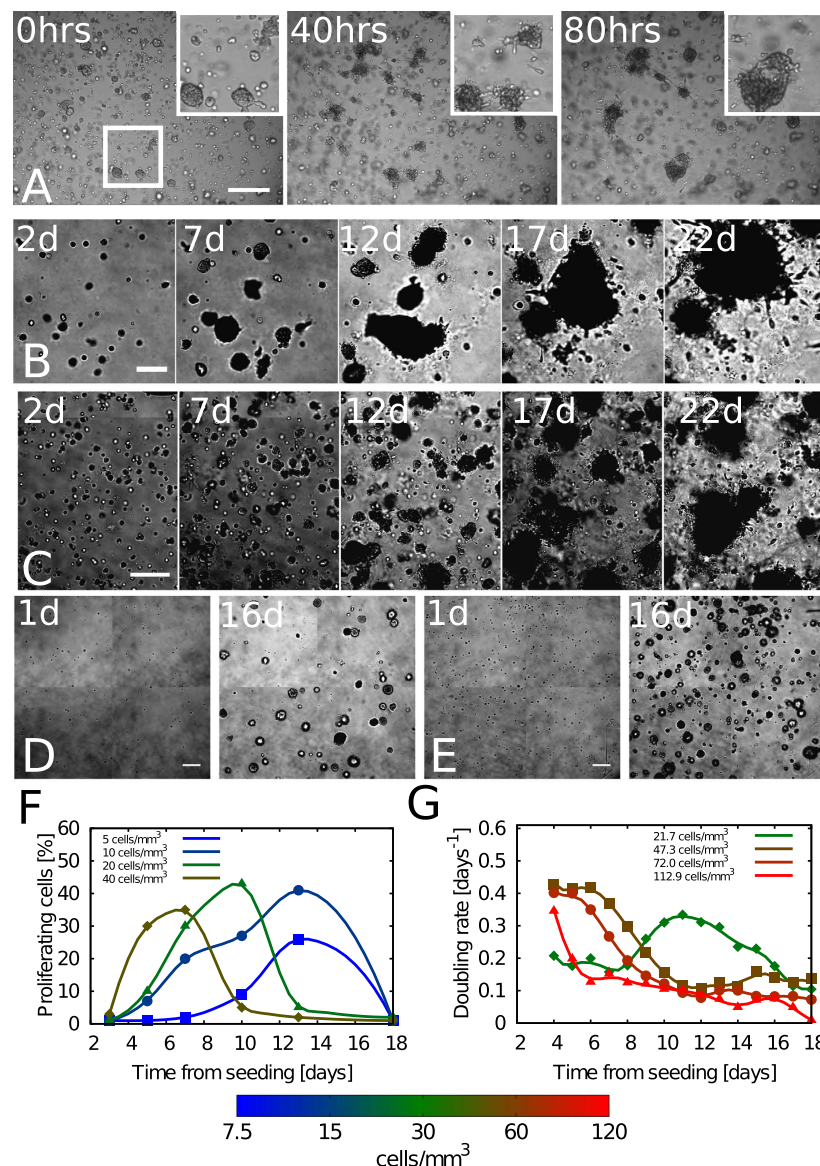 0hrs 40hrs 80hrs
A
2d 7d 12d 17d 22d
B
2d 7d 12d 17d 22d
C
1d 16d 1d 16d
D E
F G
60
50
40
30
20
10
0
Proliferating cells [%]
5 cells/mm³
10 cells/mm³
20 cells/mm³
40 cells/mm³
2 4 6 8 10 12 14 16 18
Time from seeding [days]
0.6
0.5
0.4
0.3
0.2
0.1
0
Doubling rate [days⁻¹]
21.7 cells/mm³
47.3 cells/mm³
72.0 cells/mm³
112.9 cells/mm³
2 4 6 8 10 12 14 16 18
Time from seeding [days]
7.5 15 30 60 120
cells/mm³